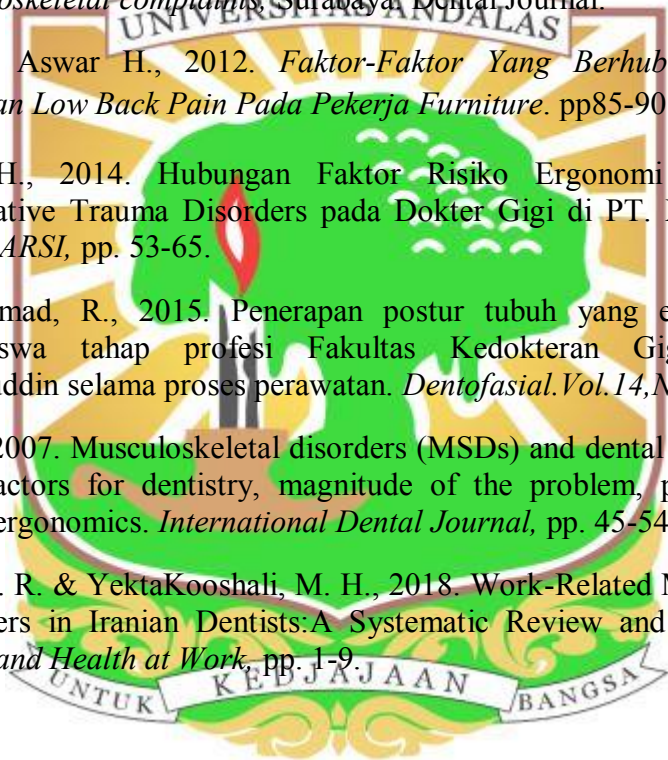 oskeletal complaints, Surabaya: Dental Journal.
UNIVERSITAS ANDALAS
Aswar H., 2012. Faktor-Faktor Yang Berhub
an Low Back Pain Pada Pekerja Furniture. pp85-90
H., 2014. Hubungan Faktor Risiko Ergonomi
ative Trauma Disorders pada Dokter Gigi di PT.
ARSI, pp. 53-65.
mad, R., 2015. Penerapan postur tubuh yang e
swa tahap profesi Fakultas Kedokteran Gig
uddin selama proses perawatan. Dentofasial.Vol.14,N
2007. Musculoskeletal disorders (MSDs) and dental
actors for dentistry, magnitude of the problem, p
ergonomics. International Dental Journal, pp. 45-54
. R. & YektaKooshali, M. H., 2018. Work-Related M
ers in Iranian Dentists:A Systematic Review and
and Health at Work, pp. 1-9.
UNTUK KEDJAJAAN BANGSA